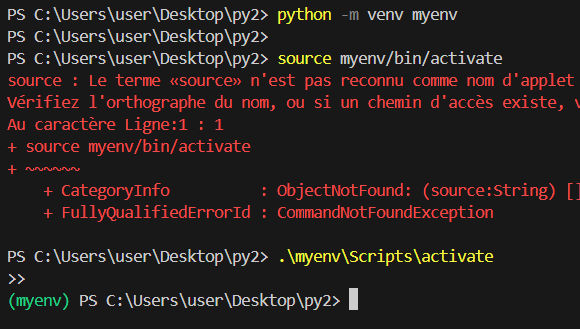 PS C:\Users\user\Desktop\py2> python -m venv myenv
PS C:\Users\user\Desktop\py2>
PS C:\Users\user\Desktop\py2> source myenv/bin/activate
source : Le terme «source» n'est pas reconnu comme nom d'applet
Vérifiez l'orthographe du nom, ou si un chemin d'accès existe, v
Au caractère Ligne:1 : 1
+ source myenv/bin/activate
+ ~~~~~~
    + CategoryInfo          : ObjectNotFound: (source:String) []
    + FullyQualifiedErrorId : CommandNotFoundException
PS C:\Users\user\Desktop\py2> .\myenv\Scripts\activate
>>
(myenv) PS C:\Users\user\Desktop\py2>